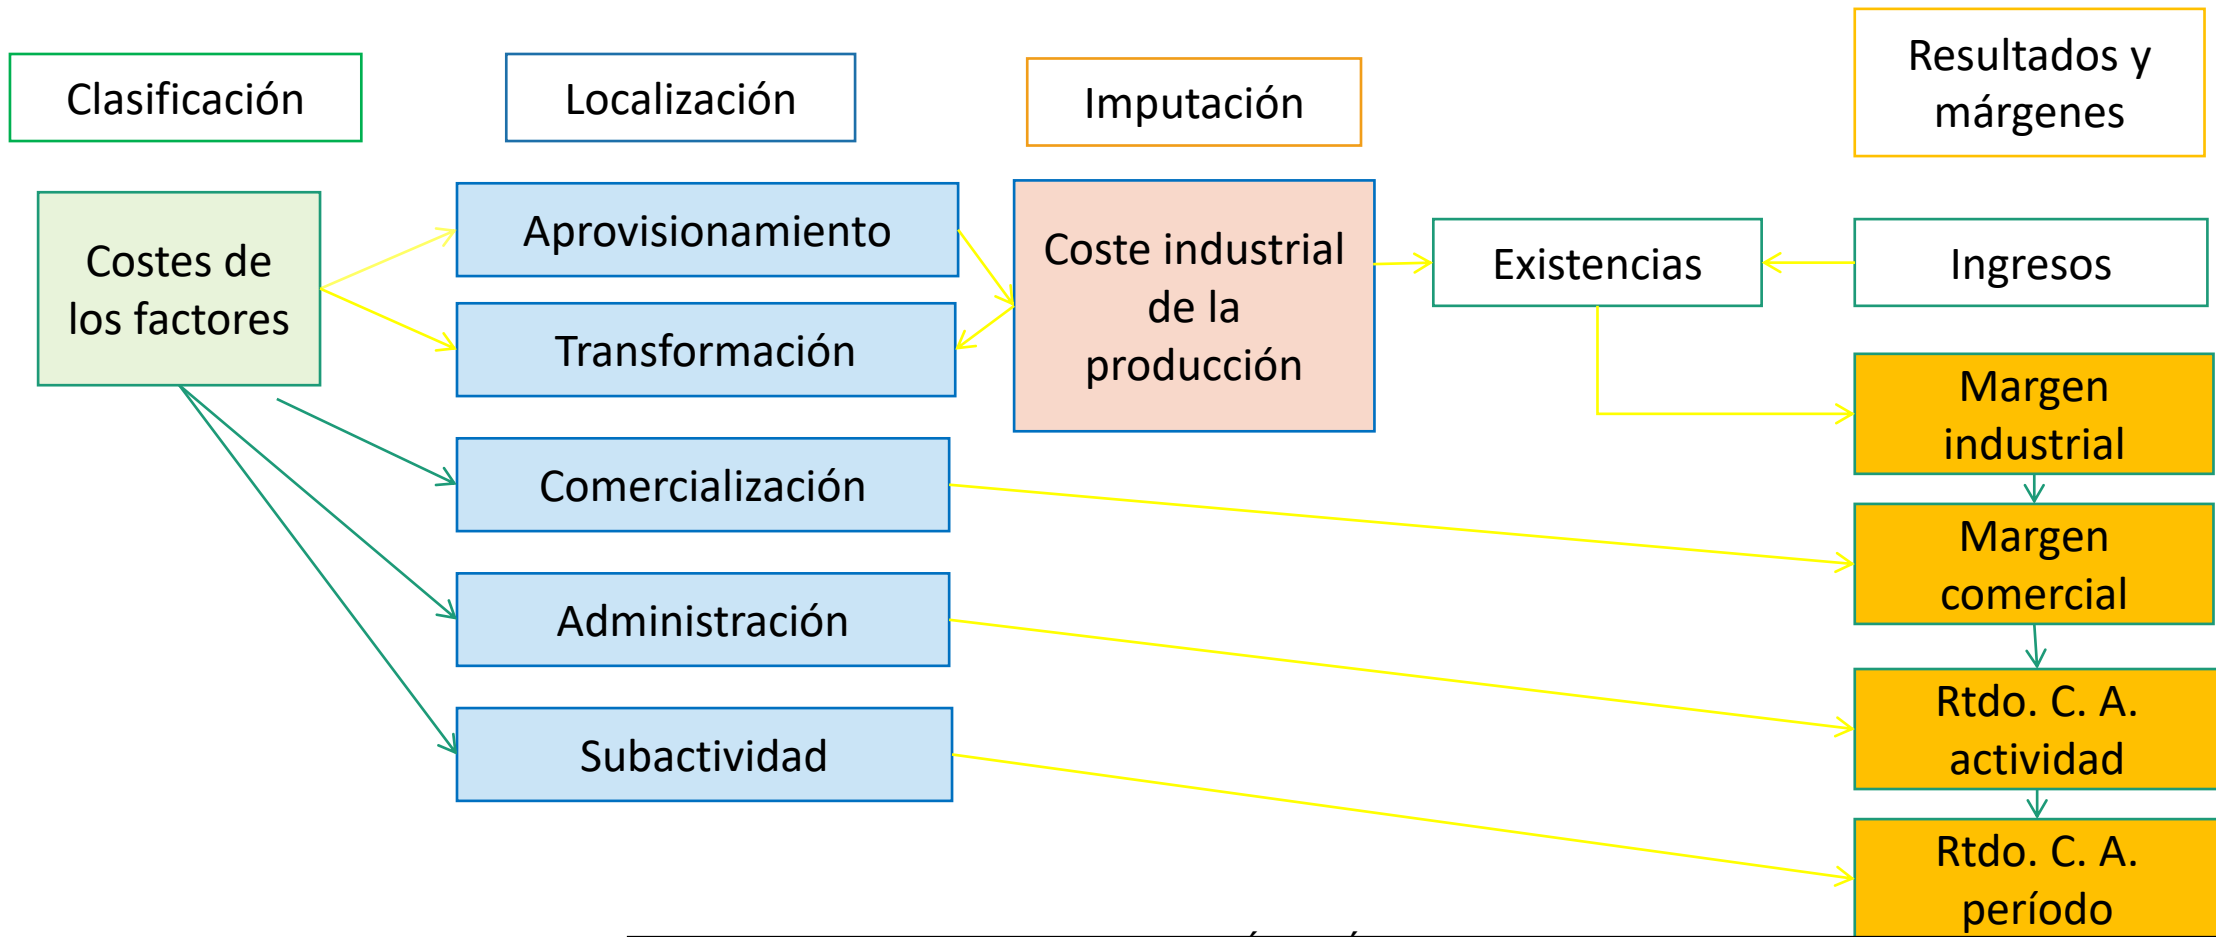 Clasificación
Localización
Imputación
Resultados y
márgenes
Costes de
los factores
Aprovisionamiento
Transformación
Comercialización
Administración
Subactividad
Coste industrial
de la
producción
Existencias
Ingresos
Margen
industrial
Margen
comercial
Rtdo. C. A.
actividad
Rtdo. C. A.
período